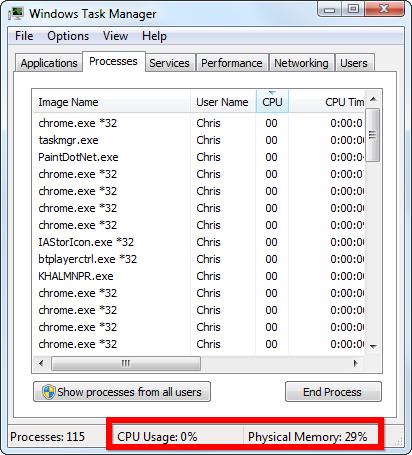 Windows Task Manager
File Options View Help
Applications Processes Services Performance Networking Users
Image Name User Name CPU CPU Tim
chrome.exe *32 Chris 00 0:00:0
taskmgr.exe Chris 00 0:00:0
PaintDotNet.exe Chris 00 0:00:0
chrome.exe *32 Chris 00 0:00:0
chrome.exe *32 Chris 00 0:00:0
chrome.exe *32 Chris 00 0:00:0
chrome.exe *32 Chris 00 0:00:0
IAStorIcon.exe *32 Chris 00 0:00:0
btplayerctrl.exe *32 Chris 00 0:00:0
KHALMNPR.exe Chris 00 0:00:0
chrome.exe *32 Chris 00 0:00:0
chrome.exe *32 Chris 00 0:00:0
chrome.exe *32 Chris 00 0:00:0
chrome.exe *32 Chris 00 0:00:0
Show processes from all users End Process
Processes: 115 CPU Usage: 0% Physical Memory: 29%